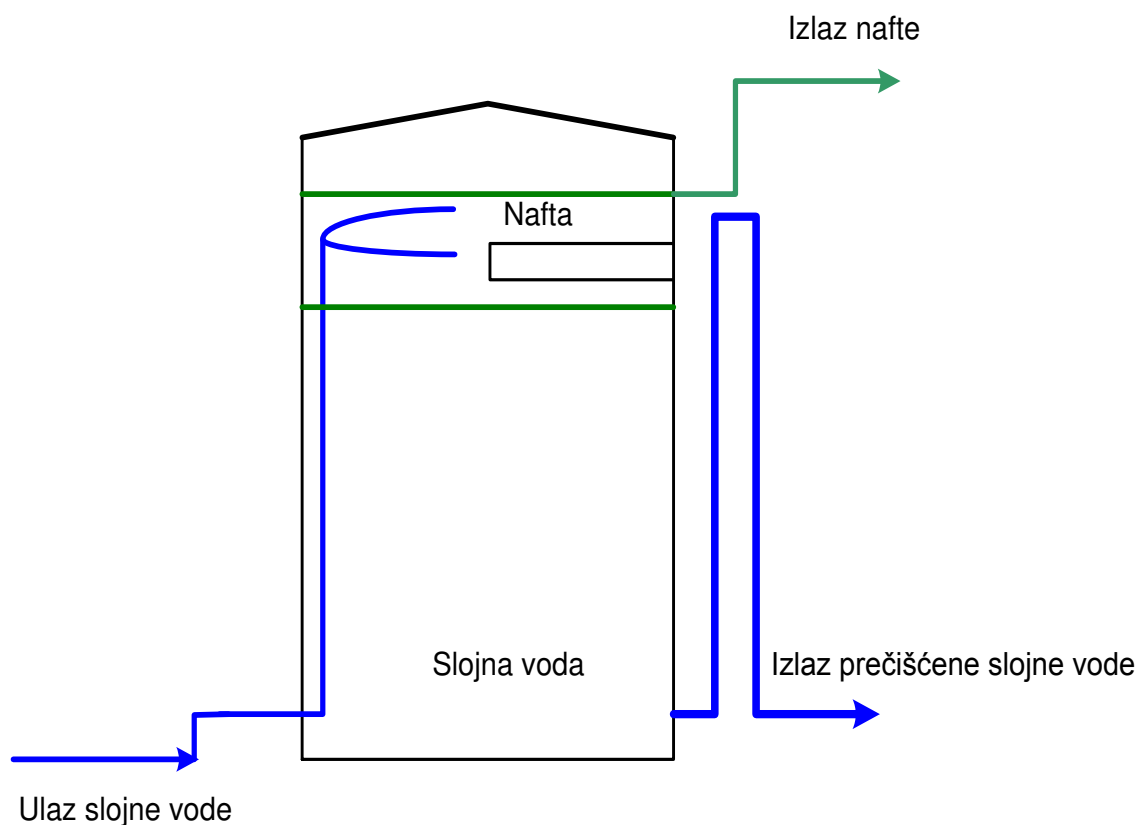 Izlaz nafte
Nafta
Slojna voda
Izlaz prečišćene slojne vode
Ulaz slojne vode